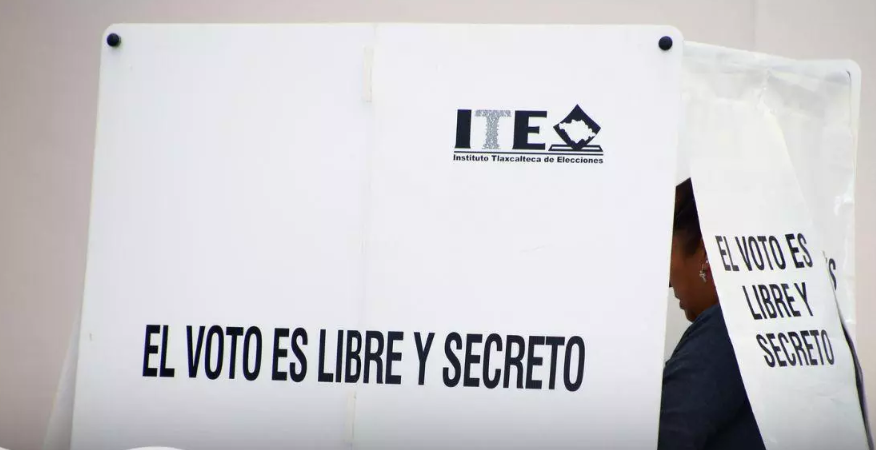 ITE
Instituto Tlaxcalteca de Elecciones
EL VOTO ES LIBRE Y SECRETO
EL VOTO ES
LIBRE Y
SECRETO